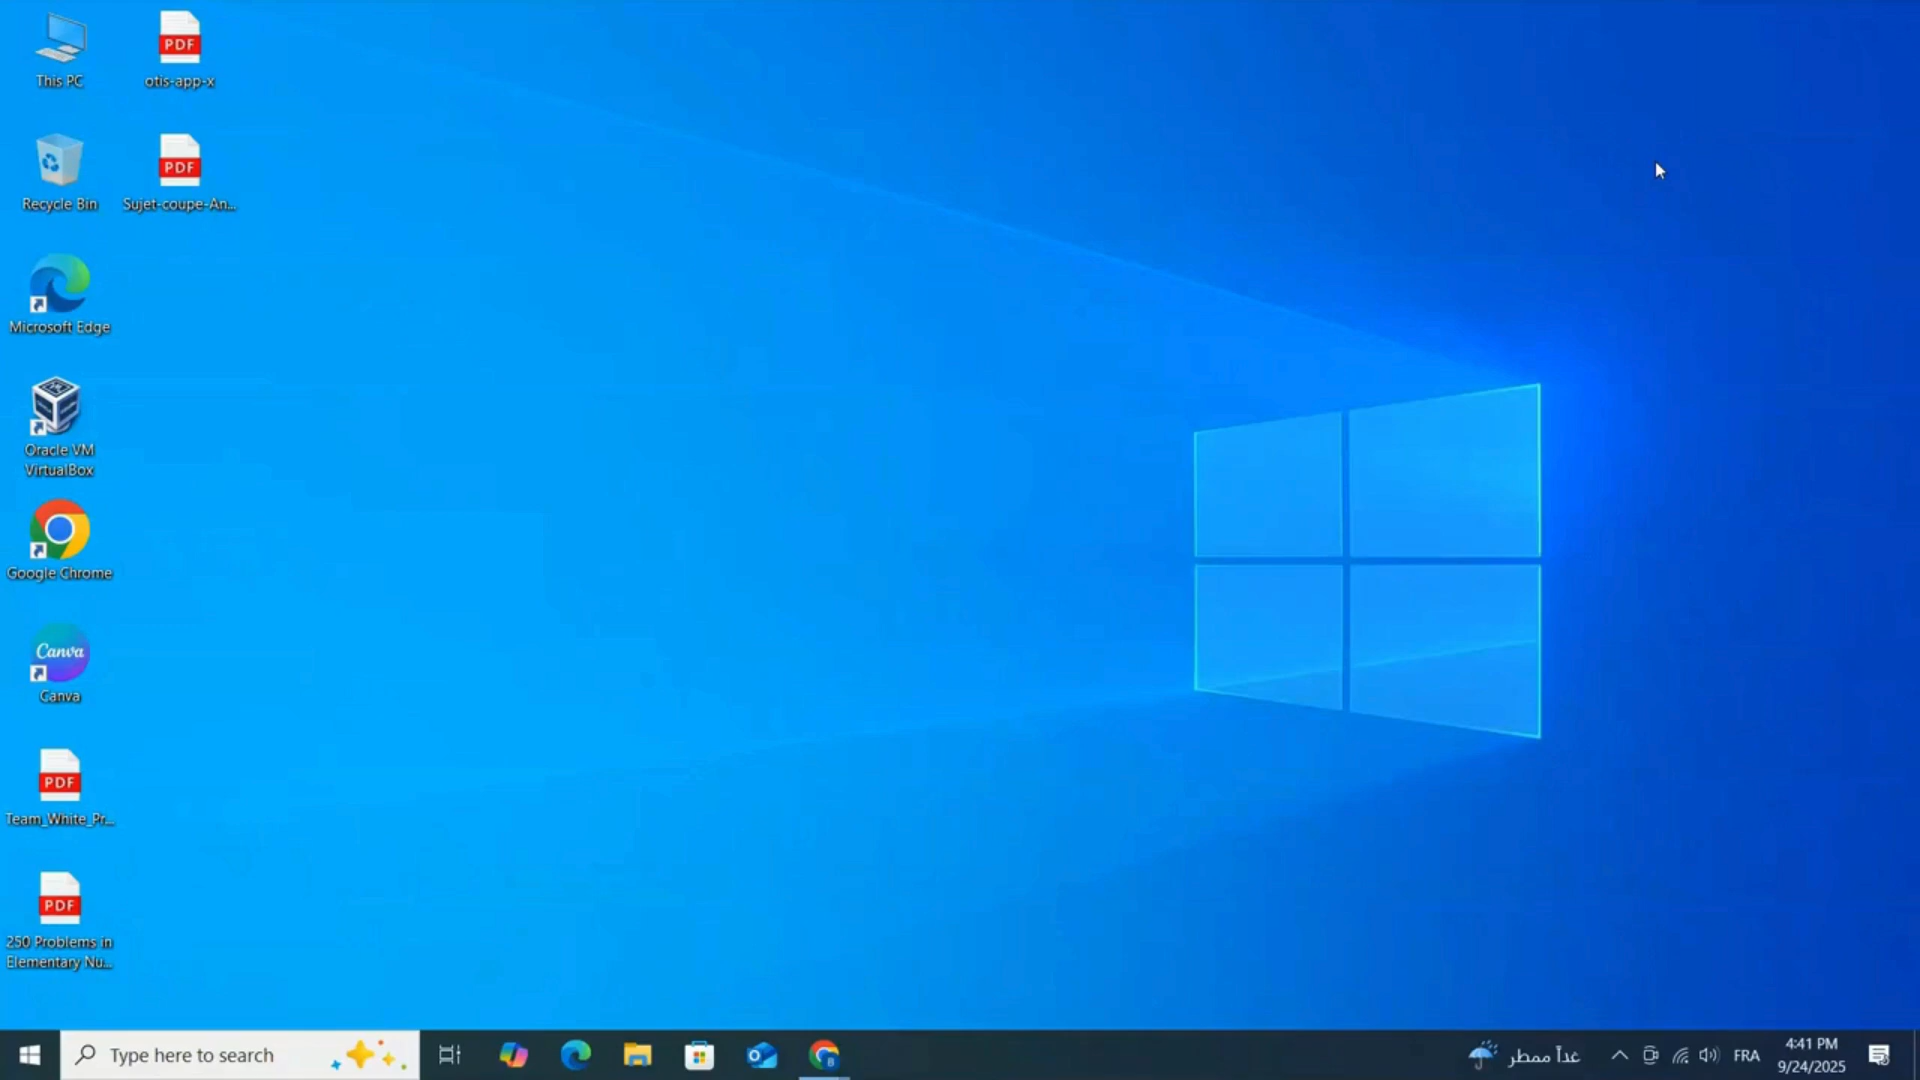 This PC
otis-app-x
Recycle Bin
Sujet-coupe-An...
Microsoft Edge
Oracle VM
VirtualBox
Google Chrome
Canva
Canva
PDF
PDF
PDF
Team_White_Pr...
PDF
250 Problems in
Elementary Nu...
Type here to search
غداً ممطر
FRA
4:41 PM
9/24/2025